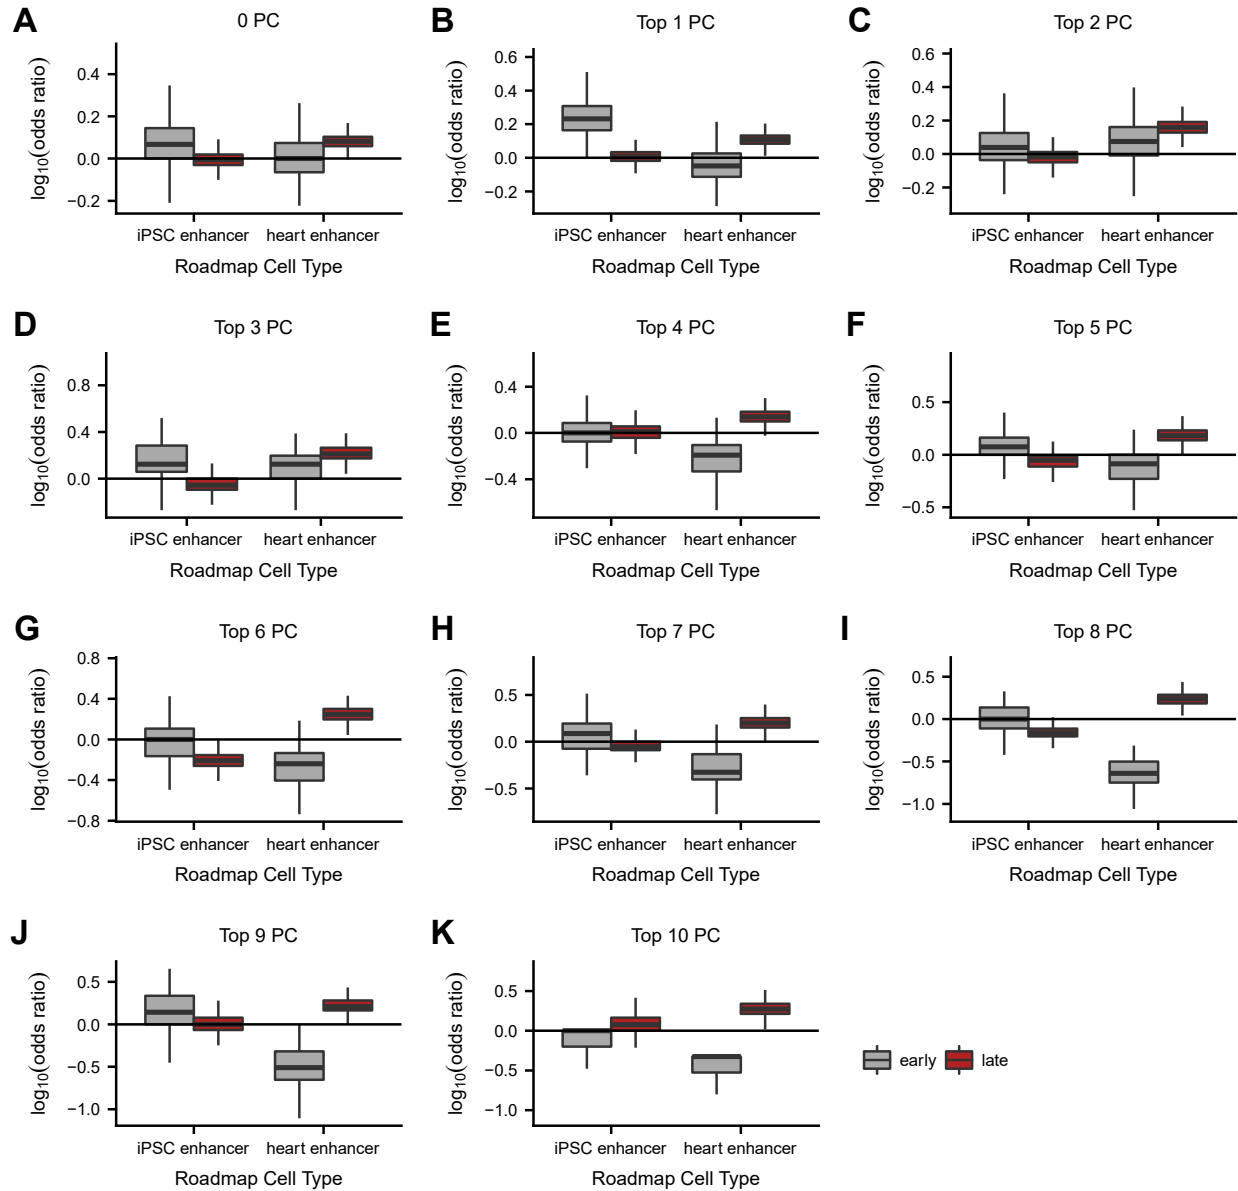 A
0 PC
log10(odds ratio)
0.4
0.2
0.0
−0.2
iPSC enhancer heart enhancer
Roadmap Cell Type
B
Top 1 PC
log10(odds ratio)
0.6
0.4
0.2
0.0
−0.2
iPSC enhancer heart enhancer
Roadmap Cell Type
C
Top 2 PC
log10(odds ratio)
0.6
0.4
0.2
0.0
−0.2
iPSC enhancer heart enhancer
Roadmap Cell Type
D
Top 3 PC
log10(odds ratio)
0.8
0.4
0.0
iPSC enhancer heart enhancer
Roadmap Cell Type
E
Top 4 PC
log10(odds ratio)
0.4
0.0
−0.4
iPSC enhancer heart enhancer
Roadmap Cell Type
F
Top 5 PC
log10(odds ratio)
0.5
0.0
−0.5
iPSC enhancer heart enhancer
Roadmap Cell Type
G
Top 6 PC
log10(odds ratio)
0.8
0.4
0.0
−0.4
−0.8
iPSC enhancer heart enhancer
Roadmap Cell Type
H
Top 7 PC
log10(odds ratio)
0.5
0.0
−0.5
iPSC enhancer heart enhancer
Roadmap Cell Type
I
Top 8 PC
log10(odds ratio)
0.5
0.0
−0.5
−1.0
iPSC enhancer heart enhancer
Roadmap Cell Type
J
Top 9 PC
log10(odds ratio)
0.5
0.0
−0.5
−1.0
iPSC enhancer heart enhancer
Roadmap Cell Type
K
Top 10 PC
log10(odds ratio)
0.5
0.0
−0.5
−1.0
iPSC enhancer heart enhancer
Roadmap Cell Type
early late